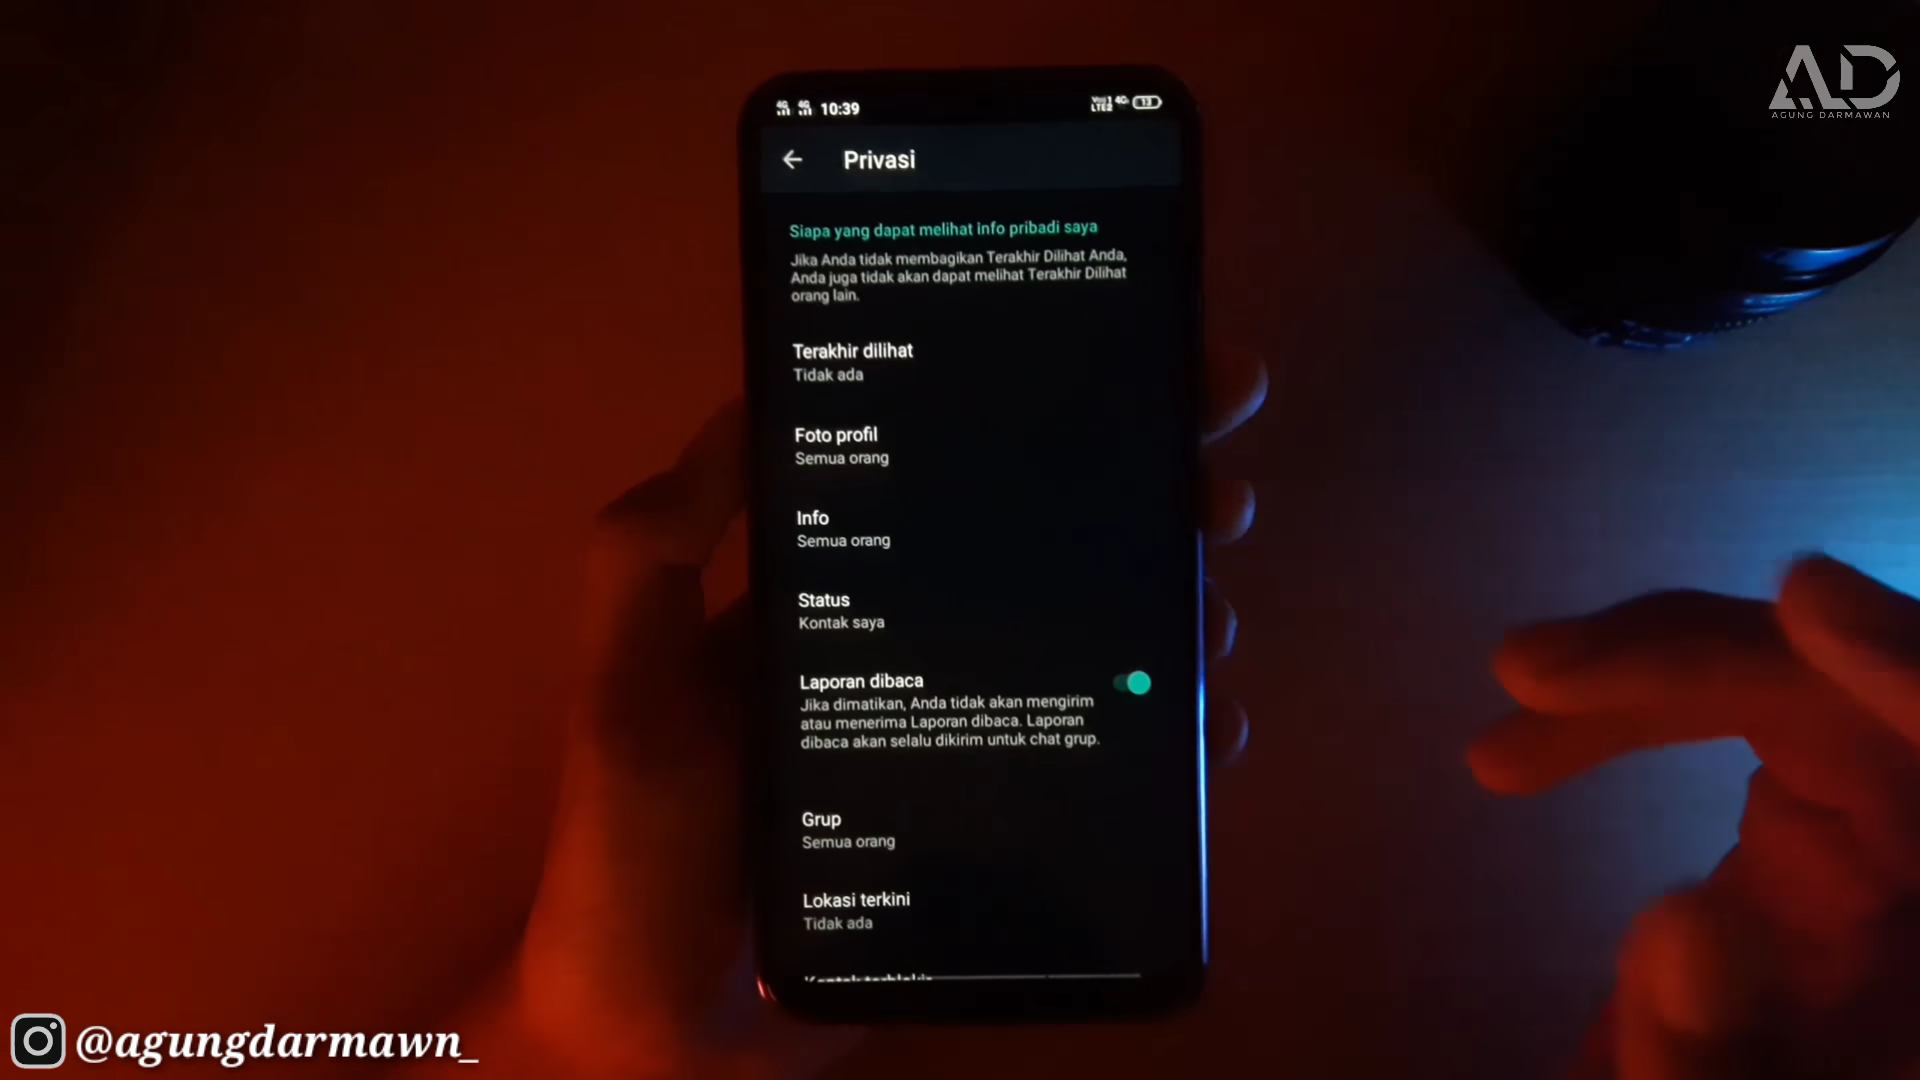 10:39
13
AD
AGUNG DARMAWAN
Privasi
Siapa yang dapat melihat info pribadi saya
Jika Anda tidak membagikan Terakhir Dilihat Anda,
Anda juga tidak akan dapat melihat Terakhir Dilihat
orang lain.
Terakhir dilihat
Tidak ada
Foto profil
Semua orang
Info
Semua orang
Status
Kontak saya
Laporan dibaca
Jika dimatikan, Anda tidak akan mengirim
atau menerima Laporan dibaca. Laporan
dibaca akan selalu dikirim untuk chat grup.
Grup
Semua orang
Lokasi terkini
Tidak ada
@agungdarmawn_